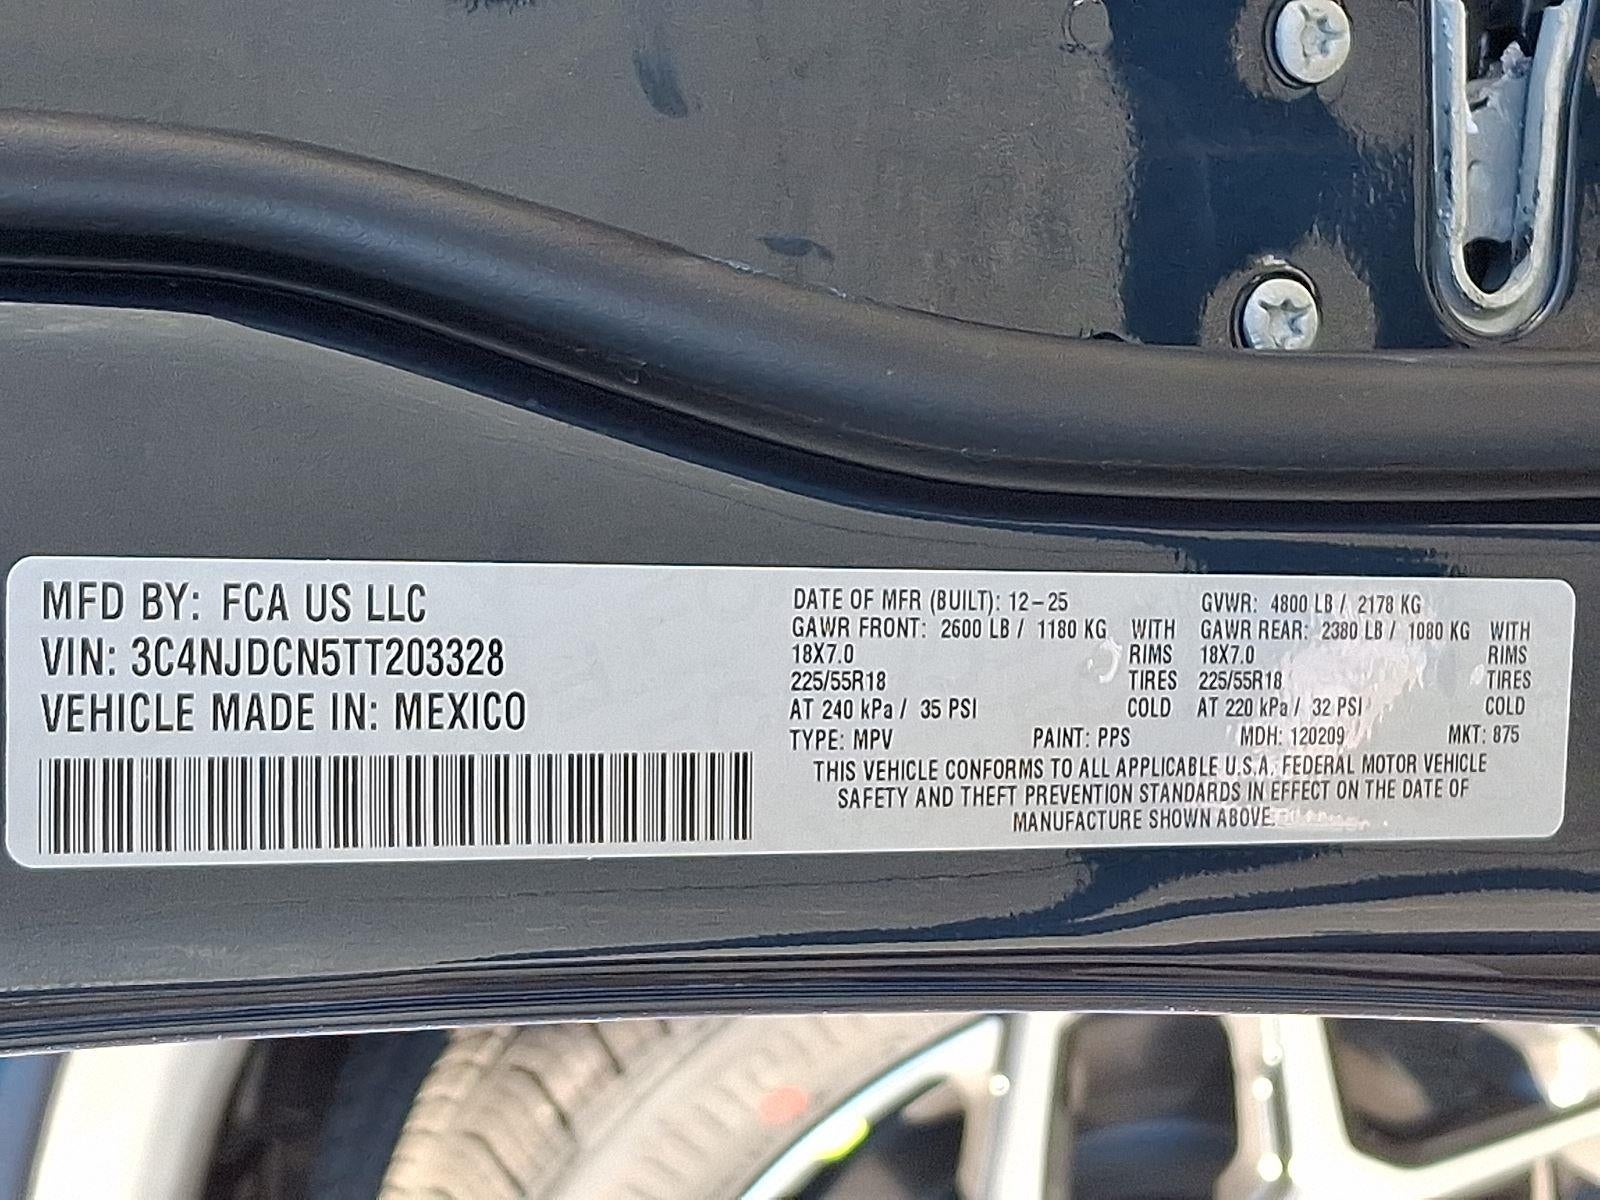 MFD BY: FCA US LLC
VIN: 3C4NJDCN5TT203328
VEHICLE MADE IN: MEXICO
DATE OF MFR (BUILT): 12-25 GVWR: 4800 LB / 2178 KG
GAWR FRONT: 2600 LB / 1180 KG WITH GAWR REAR: 2380 LB / 1080 KG WITH
18X7.0 RIMS 18X7.0 RIMS
225/55R18 TIRES 225/55R18 TIRES
AT 240 kPa / 35 PSI COLD AT 220 kPa / 32 PSI COLD
TYPE: MPV PAINT: PPS MDH: 120209 MKT: 875
THIS VEHICLE CONFORMS TO ALL APPLICABLE U.S.A. FEDERAL MOTOR VEHICLE
SAFETY AND THEFT PREVENTION STANDARDS IN EFFECT ON THE DATE OF
MANUFACTURE SHOWN ABOVE.